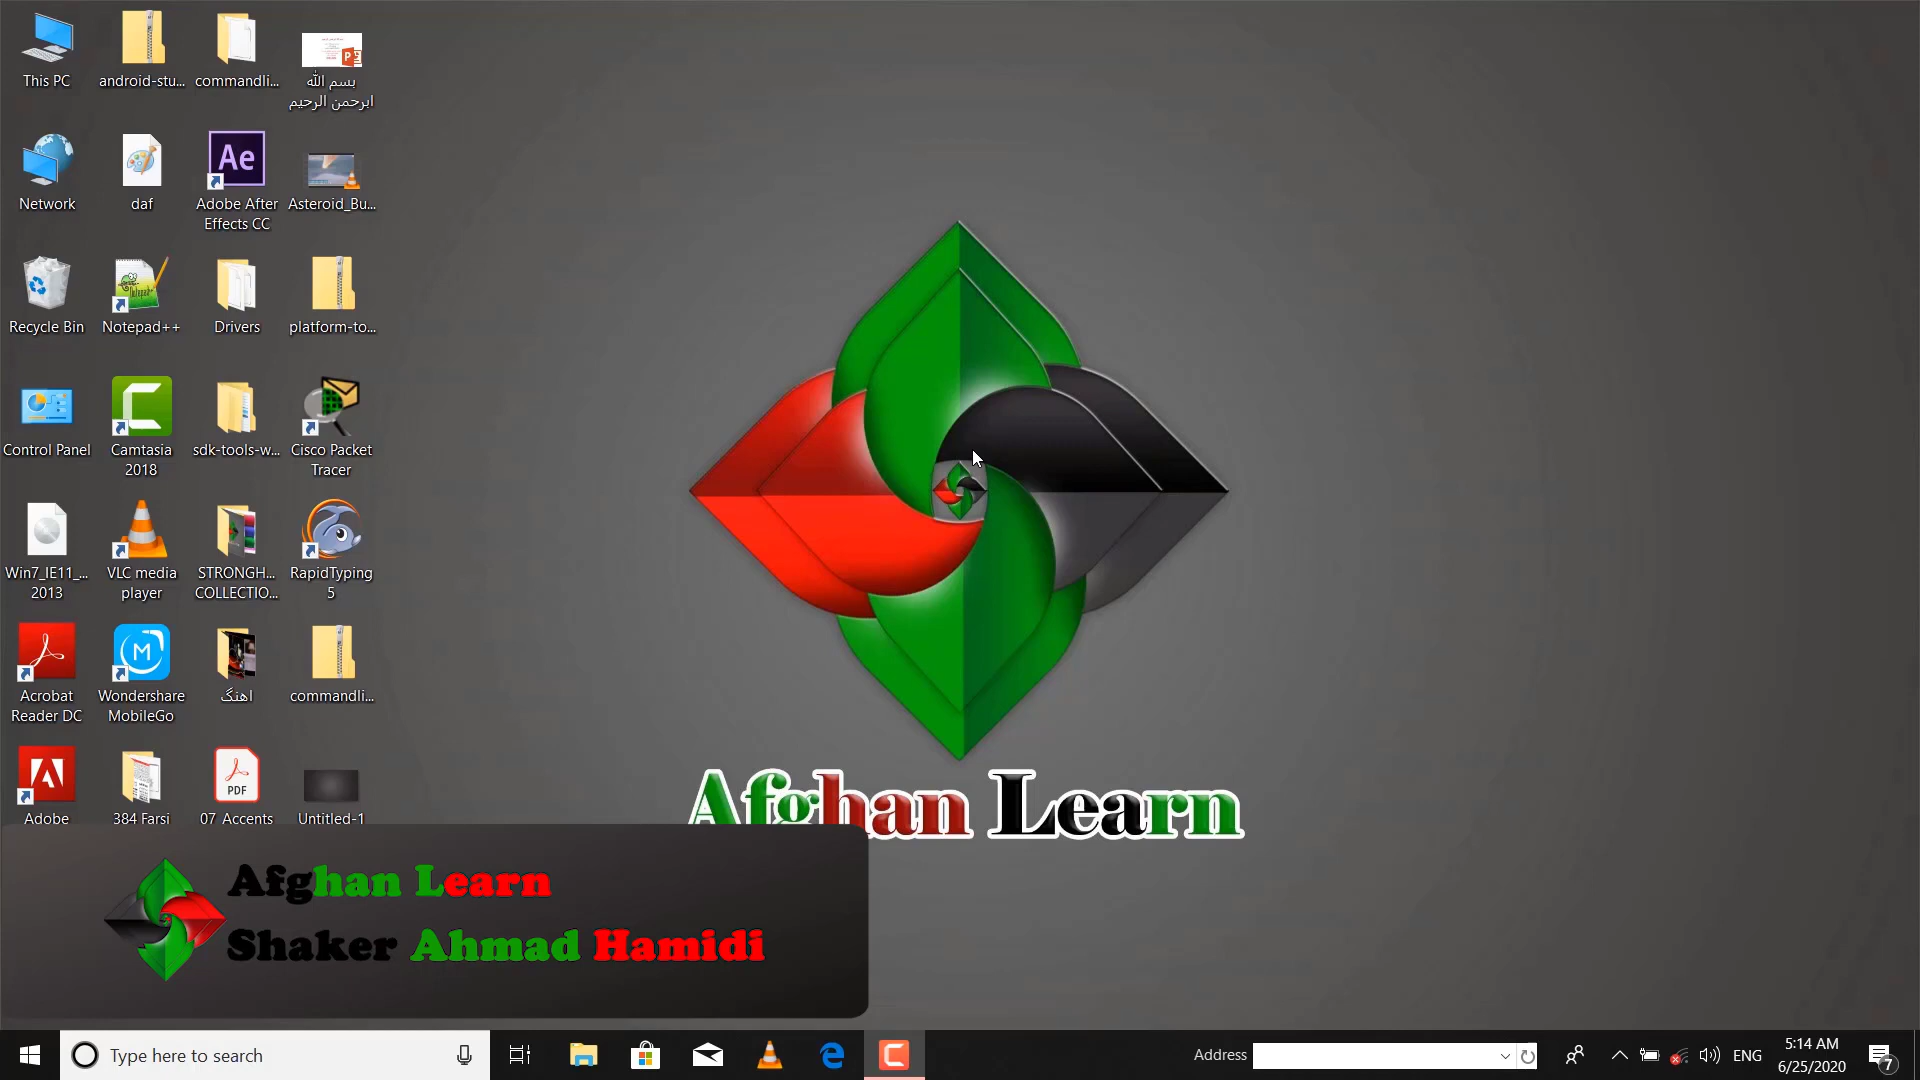 This PC
android-stu...
commandli...
بسم الله
ابرحمن الرحيم
Network
daf
Adobe After
Effects CC
Asteroid_Bu...
Recycle Bin
Notepad++
Drivers
platform-to...
Control Panel
Camtasia
2018
sdk-tools-w...
Cisco Packet
Tracer
Win7_IE11_...
2013
VLC media
player
STRONGH...
COLLECTIO...
RapidTyping
5
Acrobat
Reader DC
Wondershare
MobileGo
اهنگ
commandli...
Adobe
384 Farsi
PDF
07 Accents
Untitled-1
Afghan Learn
Afghan Learn
Shaker Ahmad Hamidi
Type here to search
Address
ENG
5:14 AM
6/25/2020
7